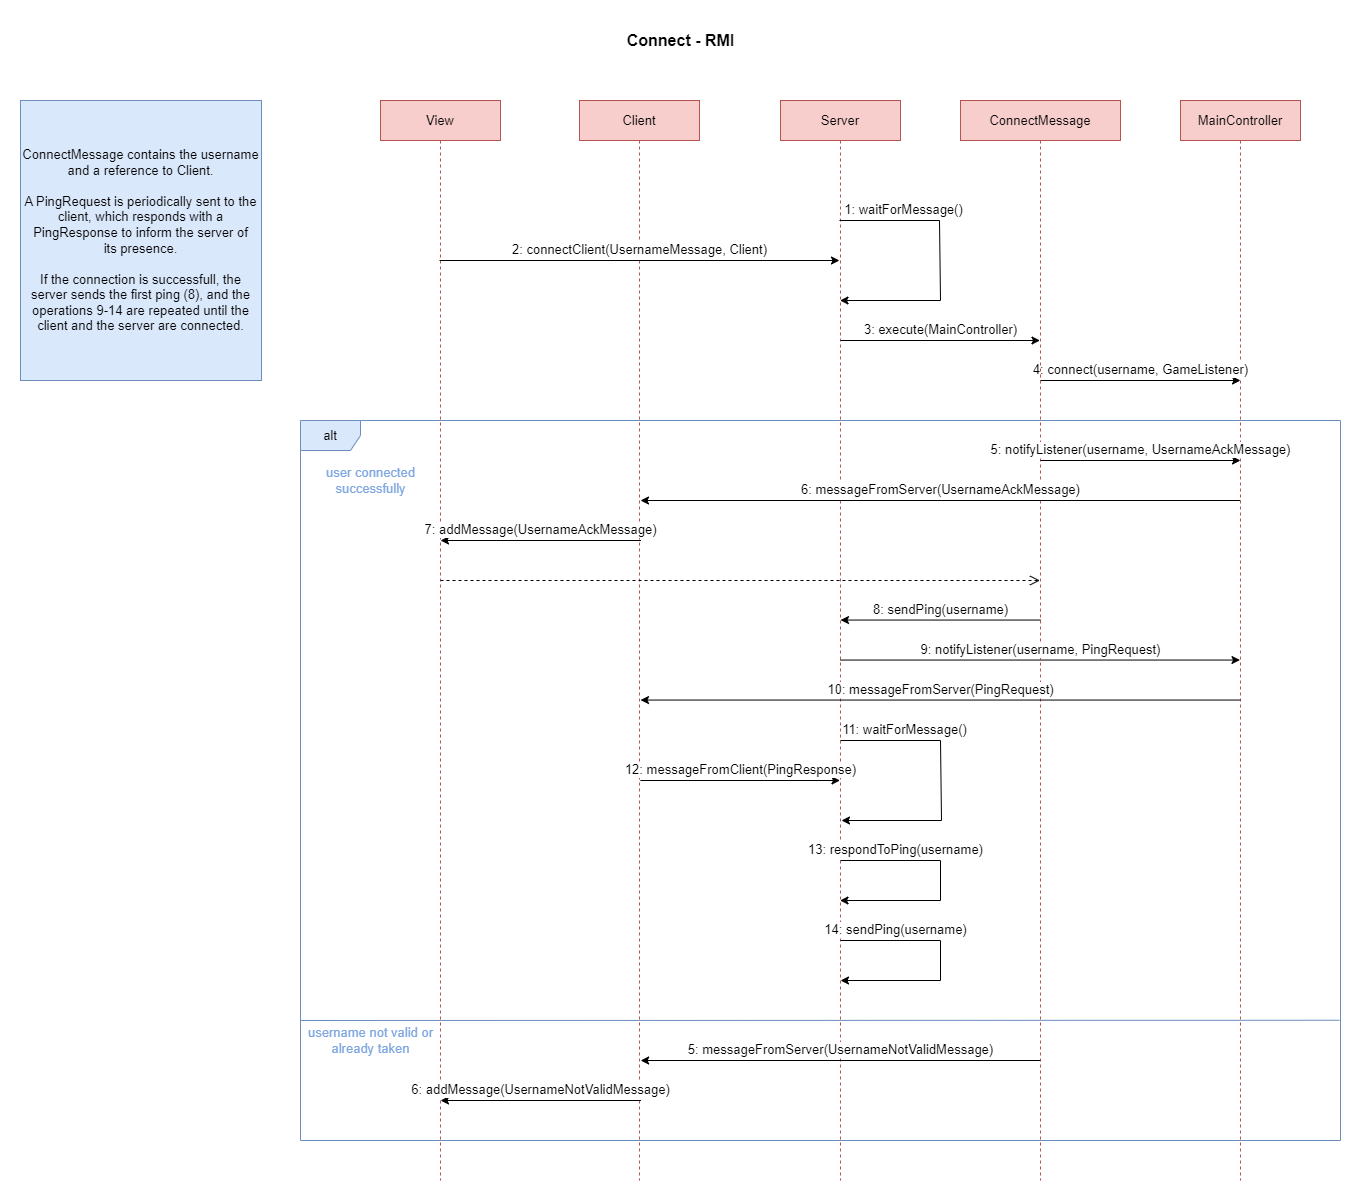 Connect - RMI
ConnectMessage contains the username
and a reference to Client.
A PingRequest is periodically sent to the
client, which responds with a
PingResponse to inform the server of
its presence.
If the connection is successfull, the
server sends the first ping (8), and the
operations 9-14 are repeated until the
client and the server are connected.
View
Client
Server
ConnectMessage
MainController
1: waitForMessage()
2: connectClient(UsernameMessage, Client)
3: execute(MainController)
4: connect(username, GameListener)
alt
user connected
successfully
5: notifyListener(username, UsernameAckMessage)
6: messageFromServer(UsernameAckMessage)
7: addMessage(UsernameAckMessage)
8: sendPing(username)
9: notifyListener(username, PingRequest)
10: messageFromServer(PingRequest)
11: waitForMessage()
12: messageFromClient(PingResponse)
13: respondToPing(username)
14: sendPing(username)
username not valid or
already taken
5: messageFromServer(UsernameNotValidMessage)
6: addMessage(UsernameNotValidMessage)